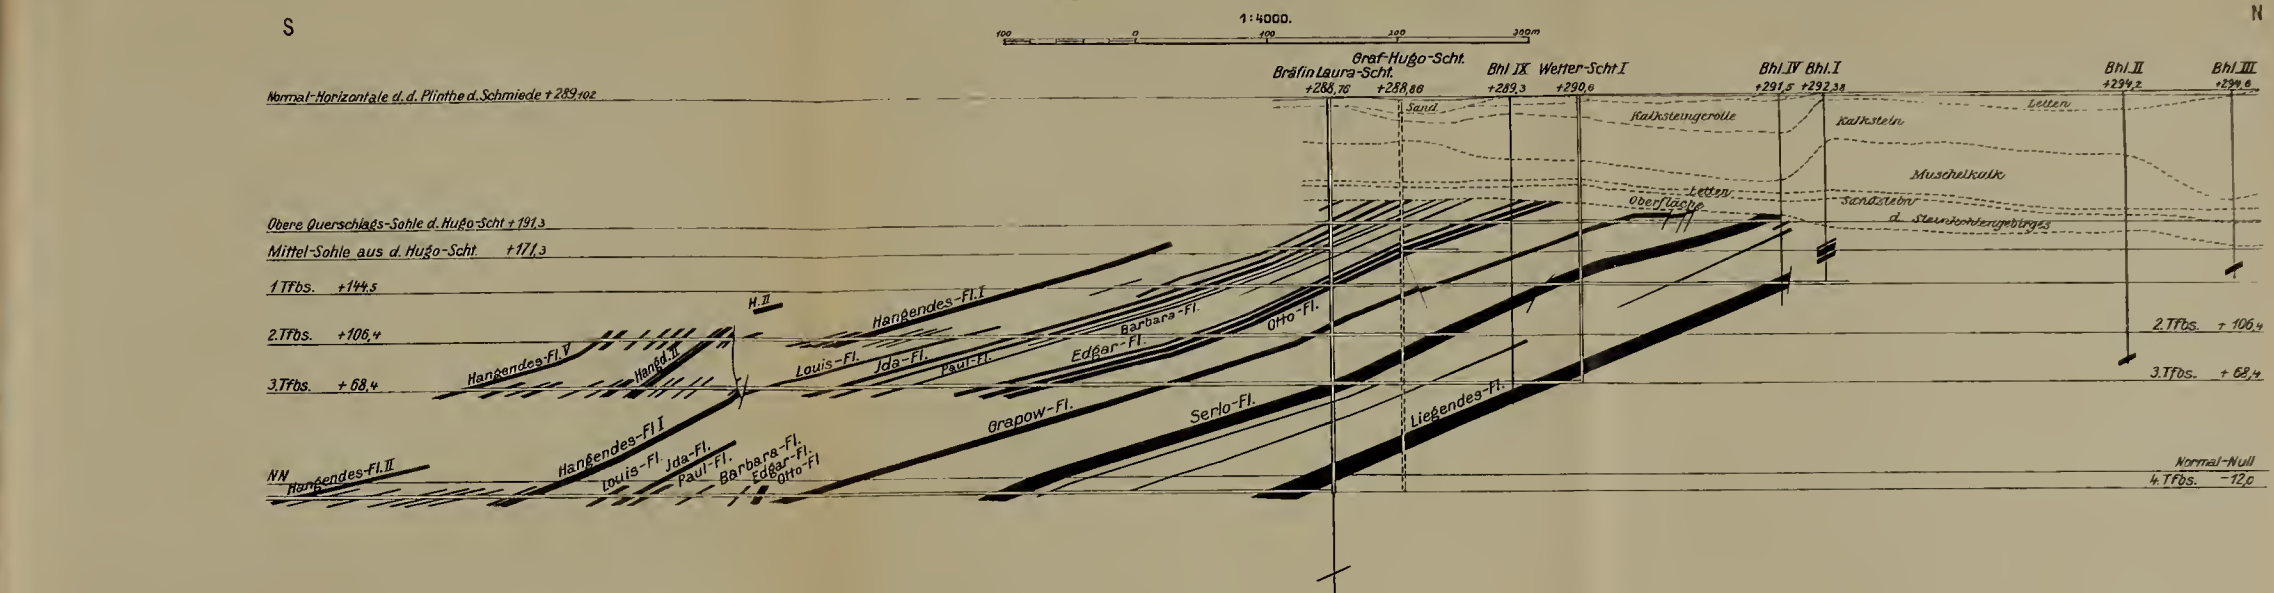 S
1:4000.
N
100 0 100 200 300m
Graf-Hugo-Scht.
Bräfin Laura-Scht. Bhl IX Wetter-Scht I Bhl.IV Bhl.I Bhl.II Bhl.III
+288,76 +288,86 +289,3 +290,6 +291,5 +292,38 +294,2 +294,6
Normal-Horizontale d.d. Plinthe d. Schmiede +289,102
Sand
Kalksteingerölle
Kalkstein
Letten
Muschelkalk
Letten
Oberfläche
Sandstein
d. Steinkohlengebirges
Obere Querschlags-Sohle d. Hugo-Scht +191,3
Mittel-Sohle aus d. Hugo-Scht. +171,3
1 Tfbs. +144,5
H.II
Hangendes-Fl.I
Barbara-Fl.
Otto-Fl.
2.Tfbs. +106,4
2.Tfbs. + 106,4
Hangendes-Fl.V
Hangd.II
Louis-Fl.
Jda-Fl.
Paul-Fl.
Edgar-Fl.
3.Tfbs. + 68,4
3.Tfbs. + 68,4
Grapow-Fl.
Serlo-Fl.
Liegendes-Fl.
Hangendes-Fl I
Louis-Fl.
Jda-Fl.
Paul-Fl.
Barbara-Fl.
Edgar-Fl.
Otto-Fl
NN
Hangendes-Fl.II
Normal-Null
4.Tfbs. -12,0